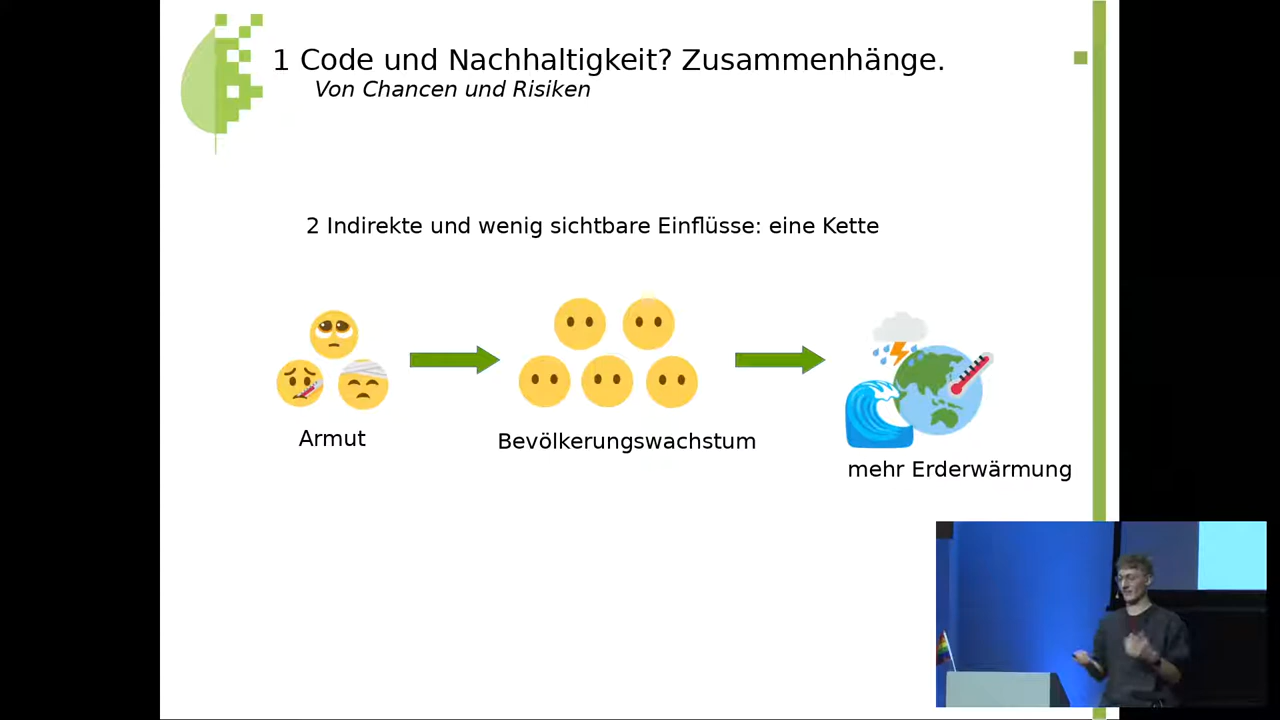 1 Code und Nachhaltigkeit? Zusammenhänge.
Von Chancen und Risiken
2 Indirekte und wenig sichtbare Einflüsse: eine Kette
Armut
Bevölkerungswachstum
mehr Erderwärmung